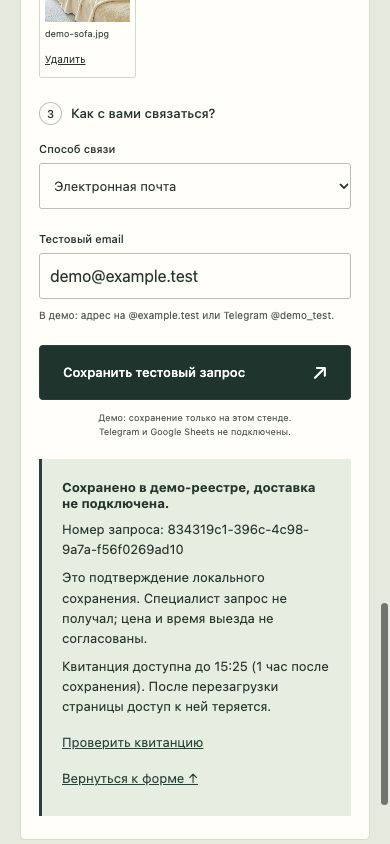 demo-sofa.jpg
Удалить
3 Как с вами связаться?
Способ связи
Электронная почта
Тестовый email
demo@example.test
В демо: адрес на @example.test или Telegram @demo_test.
Сохранить тестовый запрос
Демо: сохранение только на этом стенде.
Telegram и Google Sheets не подключены.
Сохранено в демо-реестре, доставка
не подключена.
Номер запроса: 834319c1-396c-4c98-
9a7a-f56f0269ad10
Это подтверждение локального
сохранения. Специалист запрос не
получал; цена и время выезда не
согласованы.
Квитанция доступна до 15:25 (1 час после
сохранения). После перезагрузки
страницы доступ к ней теряется.
Проверить квитанцию
Вернуться к форме ↑